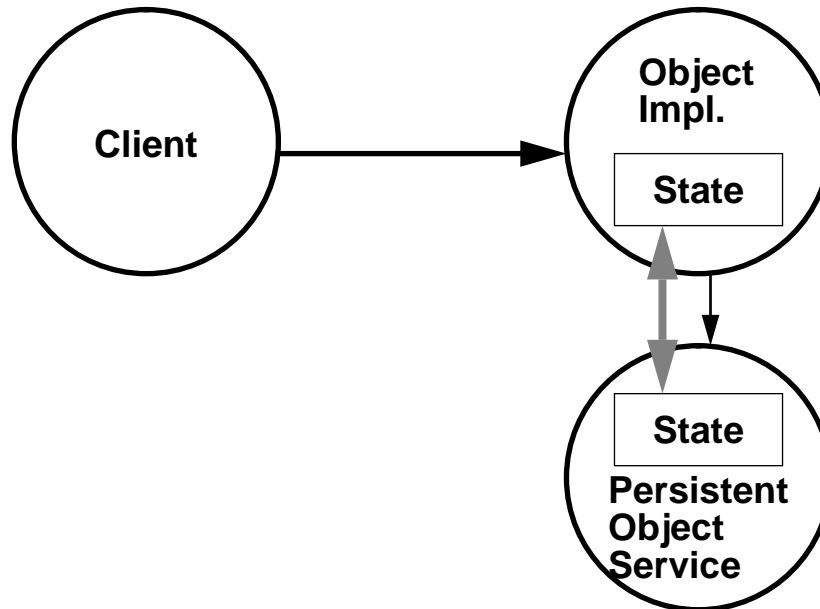 Client
Object
Impl.
State
State
Persistent
Object
Service